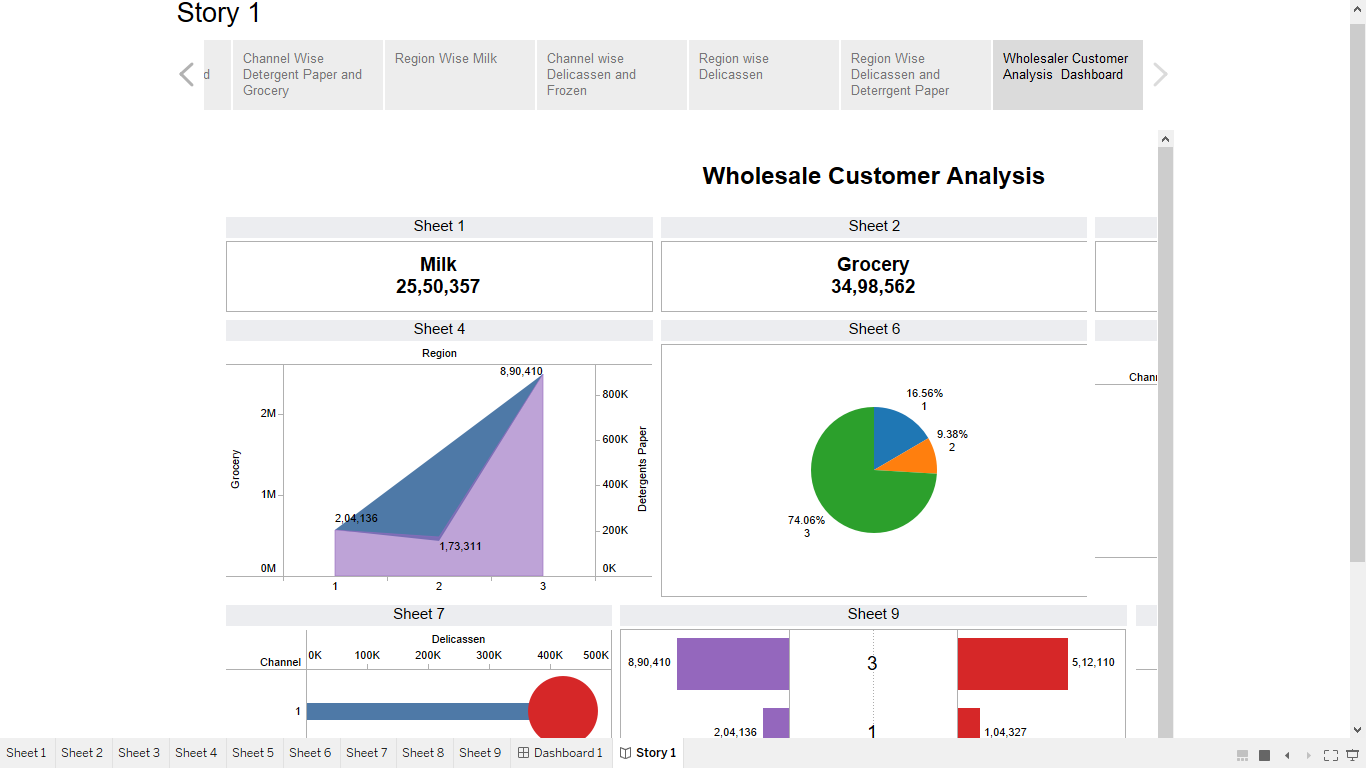 Story 1
d
Channel Wise
Detergent Paper and
Grocery
Region Wise Milk
Channel wise
Delicassen and
Frozen
Region wise
Delicassen
Region Wise
Delicassen and
Deterrgent Paper
Wholesaler Customer
Analysis  Dashboard
Wholesale Customer Analysis
Sheet 1
Milk
25,50,357
Sheet 2
Grocery
34,98,562
Sheet 4
Region
8,90,410
2,04,136
1,73,311
2M
1M
0M
Grocery
800K
600K
400K
200K
0K
Detergents Paper
1
2
3
Sheet 6
16.56%
1
9.38%
2
74.06%
3
Chann
Sheet 7
Delicassen
Channel
0K 100K 200K 300K 400K 500K
1
Sheet 9
8,90,410 3 5,12,110
2,04,136 1 1,04,327
Sheet 1 Sheet 2 Sheet 3 Sheet 4 Sheet 5 Sheet 6 Sheet 7 Sheet 8 Sheet 9 Dashboard 1 Story 1